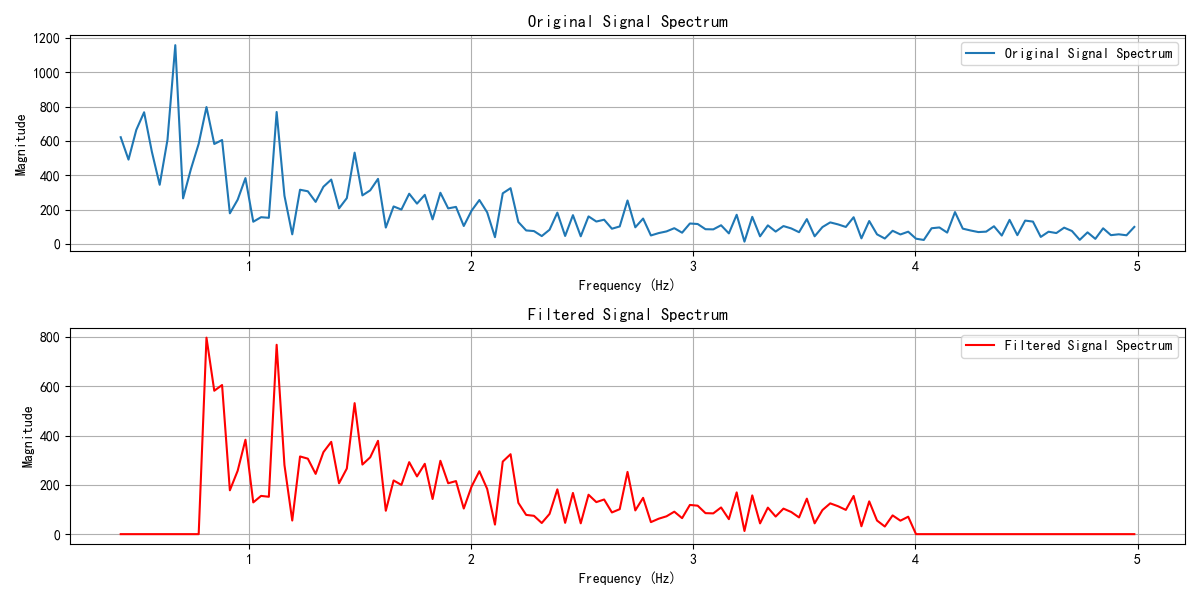 Original Signal Spectrum
1200
1000
800
600
400
200
0
Magnitude
Original Signal Spectrum
1
2
3
4
5
Frequency (Hz)
Filtered Signal Spectrum
800
600
400
200
0
Magnitude
Filtered Signal Spectrum
1
2
3
4
5
Frequency (Hz)